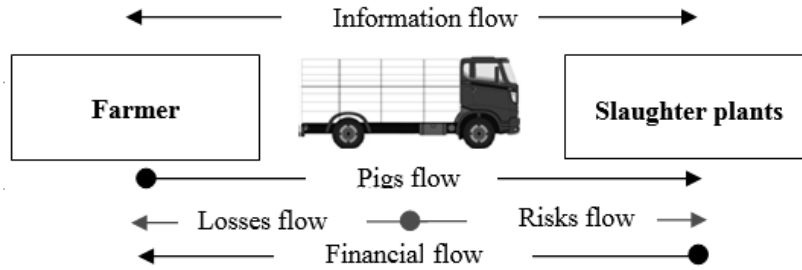 Information flow
Farmer
Slaughter plants
Pigs flow
Losses flow
Risks flow
Financial flow